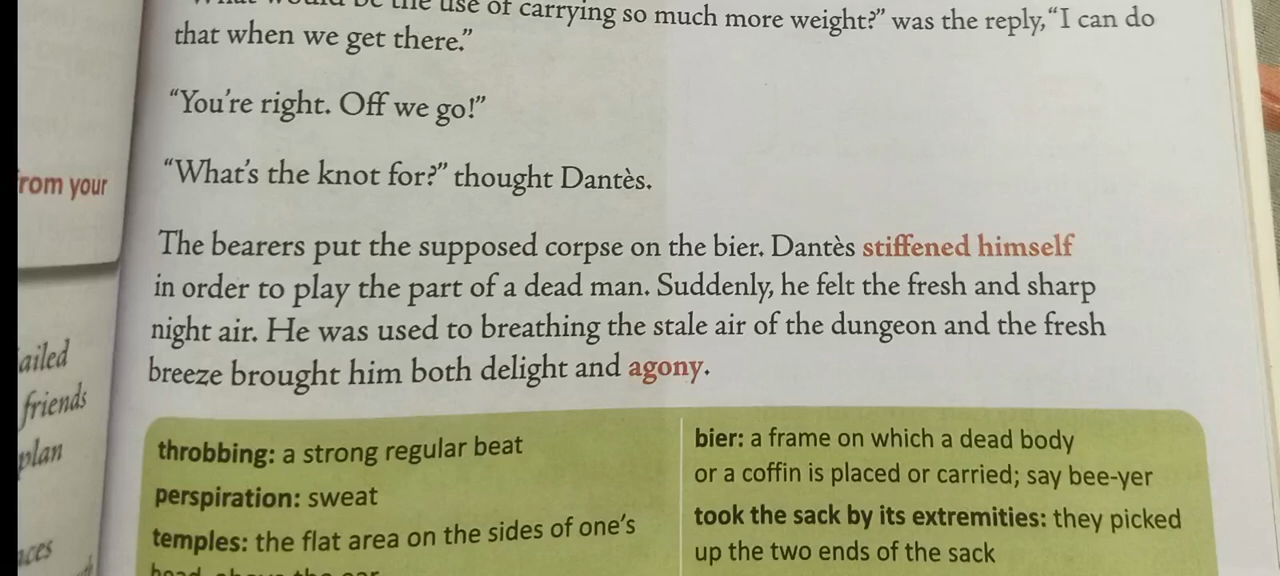 would be the use of carrying so much more weight?” was the reply, “I can do
that when we get there.”
“You’re right. Off we go!”
“What’s the knot for?” thought Dantès.
The bearers put the supposed corpse on the bier. Dantès stiffened himself
in order to play the part of a dead man. Suddenly, he felt the fresh and sharp
night air. He was used to breathing the stale air of the dungeon and the fresh
breeze brought him both delight and agony.
throbbing: a strong regular beat
perspiration: sweat
temples: the flat area on the sides of one’s
bier: a frame on which a dead body
or a coffin is placed or carried; say bee-yer
took the sack by its extremities: they picked
up the two ends of the sack
rom your
ailed
friends
plan